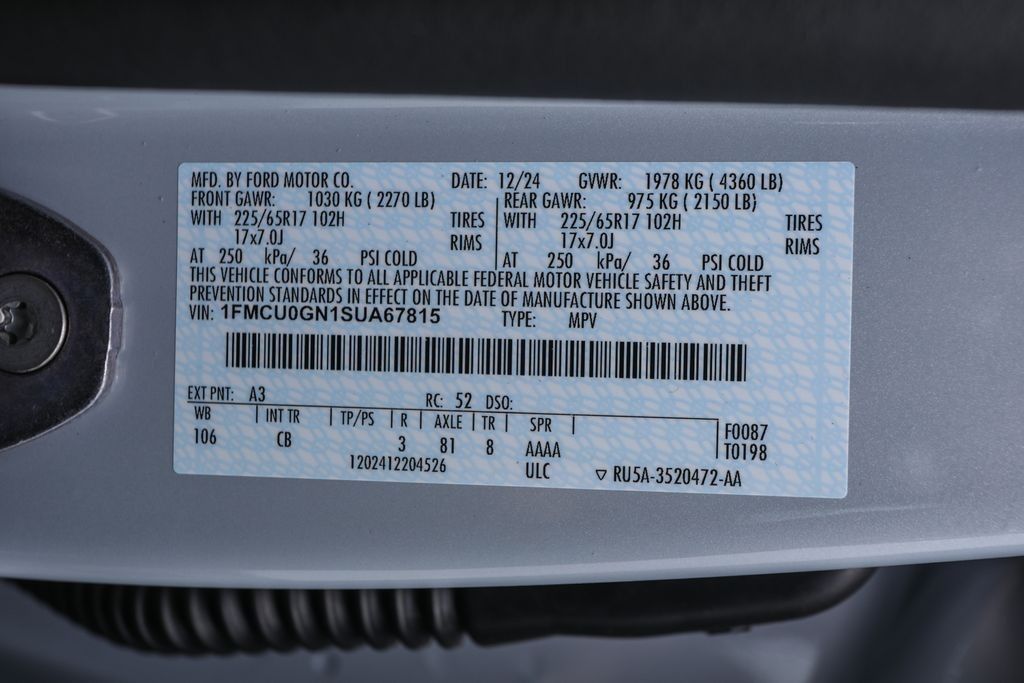 MFD. BY FORD MOTOR CO. DATE: 12/24 GVWR: 1978 KG ( 4360 LB)
FRONT GAWR: 1030 KG ( 2270 LB) REAR GAWR: 975 KG ( 2150 LB)
WITH 225/65R17 102H TIRES WITH 225/65R17 102H TIRES
17x7.0J RIMS 17x7.0J RIMS
AT 250 kPa/ 36 PSI COLD AT 250 kPa/ 36 PSI COLD
THIS VEHICLE CONFORMS TO ALL APPLICABLE FEDERAL MOTOR VEHICLE SAFETY AND THEFT
PREVENTION STANDARDS IN EFFECT ON THE DATE OF MANUFACTURE SHOWN ABOVE.
VIN: 1FMCU0GN1SUA67815 TYPE: MPV
EXT PNT: A3 RC: 52 DSO:
WB INT TR TP/PS R AXLE TR SPR F0087
106 CB 3 81 8 AAAA T0198
1202412204526 ULC ▽ RU5A-3520472-AA